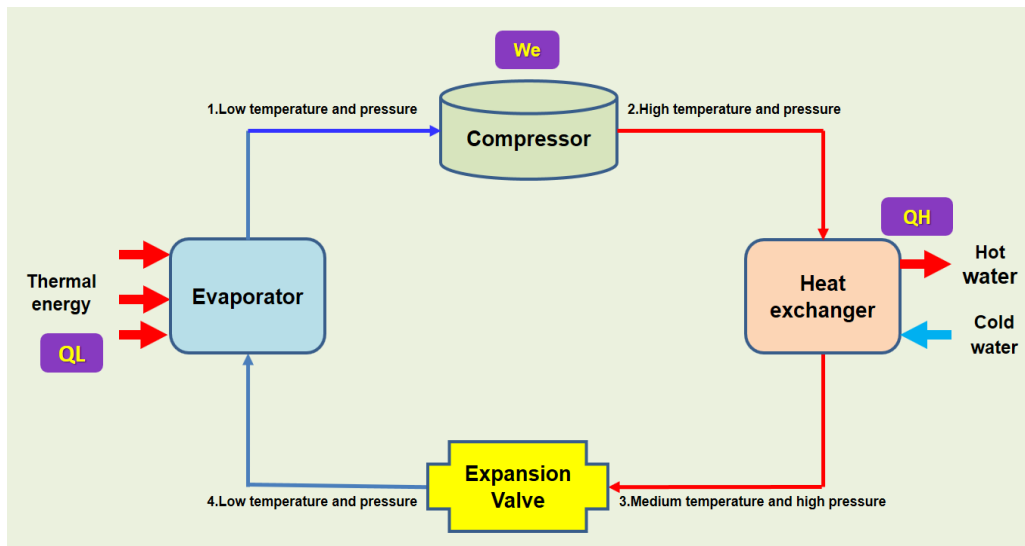 We
1.Low temperature and pressure
2.High temperature and pressure
Compressor
QH
Thermal
energy
QL
Evaporator
Heat
exchanger
Hot
water
Cold
water
Expansion
Valve
4.Low temperature and pressure
3.Medium temperature and high pressure